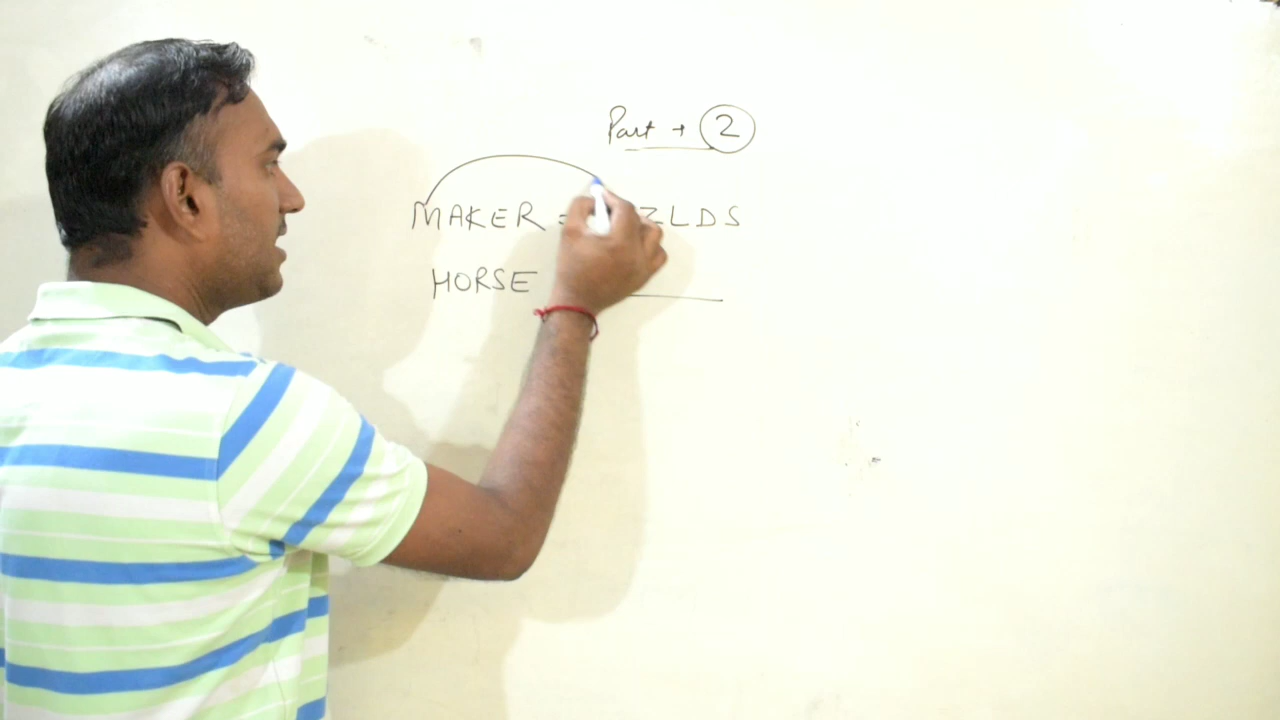 Part → 2
MAKER = ZLDS
HORSE